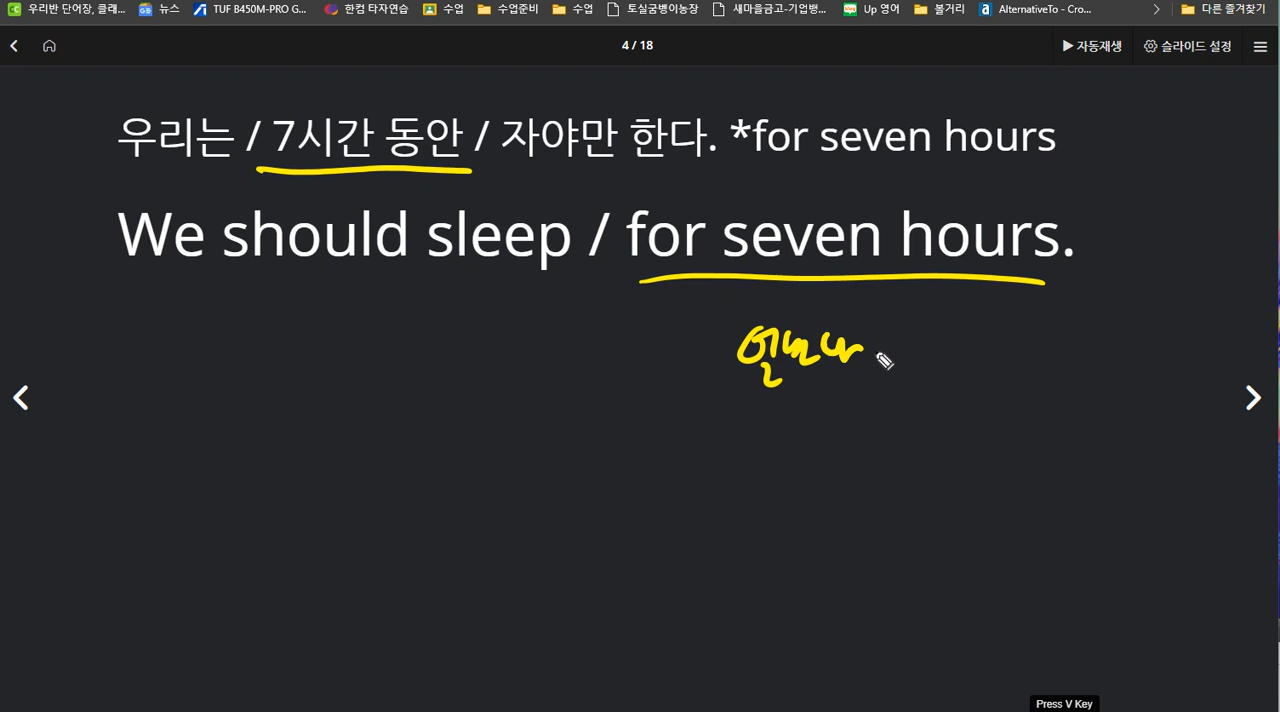 우리반 단어장, 클래... 뉴스 TUF B450M-PRO G... 한컴 타자연습 수업 수업준비 수업 토실굼벵이농장 새마을금고-기업뱅... Up 영어 볼거리 AlternativeTo - Cro... 다른 즐겨찾기
4 / 18 자동재생 슬라이드 설정
우리는 / 7시간 동안 / 자야만 한다. *for seven hours
We should sleep / for seven hours.
얼마나
Press V Key